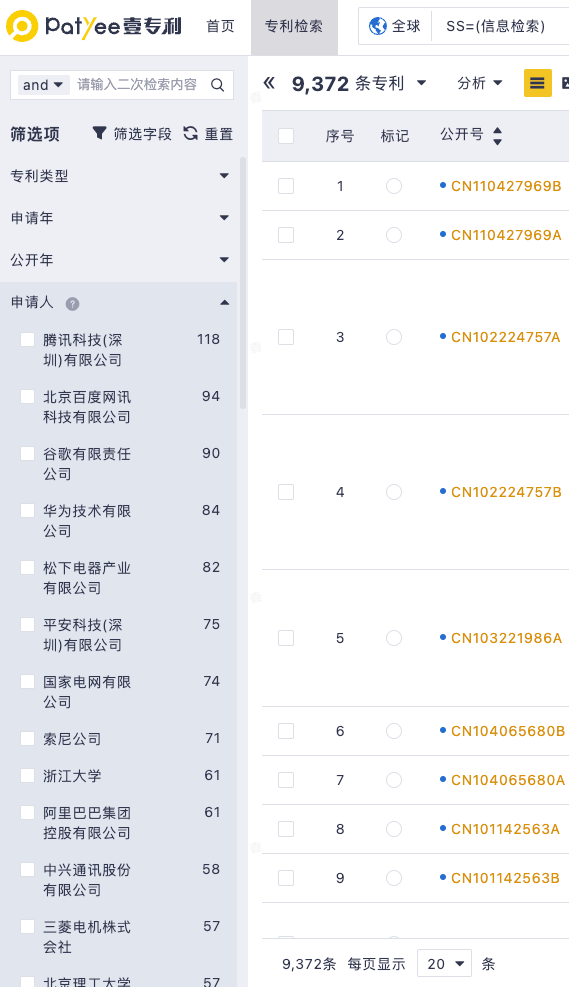 Patyee壹专利
首页
专利检索
全球
SS=(信息检索)
and
请输入二次检索内容
9,372 条专利
分析
筛选项
筛选字段
重置
序号
标记
公开号
专利类型
申请年
公开年
申请人 ?
腾讯科技(深
圳)有限公司
118
北京百度网讯
科技有限公司
94
谷歌有限责任
公司
90
华为技术有限
公司
84
松下电器产业
有限公司
82
平安科技(深
圳)有限公司
75
国家电网有限
公司
74
索尼公司
71
浙江大学
61
阿里巴巴集团
控股有限公司
61
中兴通讯股份
有限公司
58
三菱电机株式
会社
57
北京理工大学
57
1
CN110427969B
2
CN110427969A
3
CN102224757A
4
CN102224757B
5
CN103221986A
6
CN104065680B
7
CN104065680A
8
CN101142563A
9
CN101142563B
9,372条
每页显示
20
条